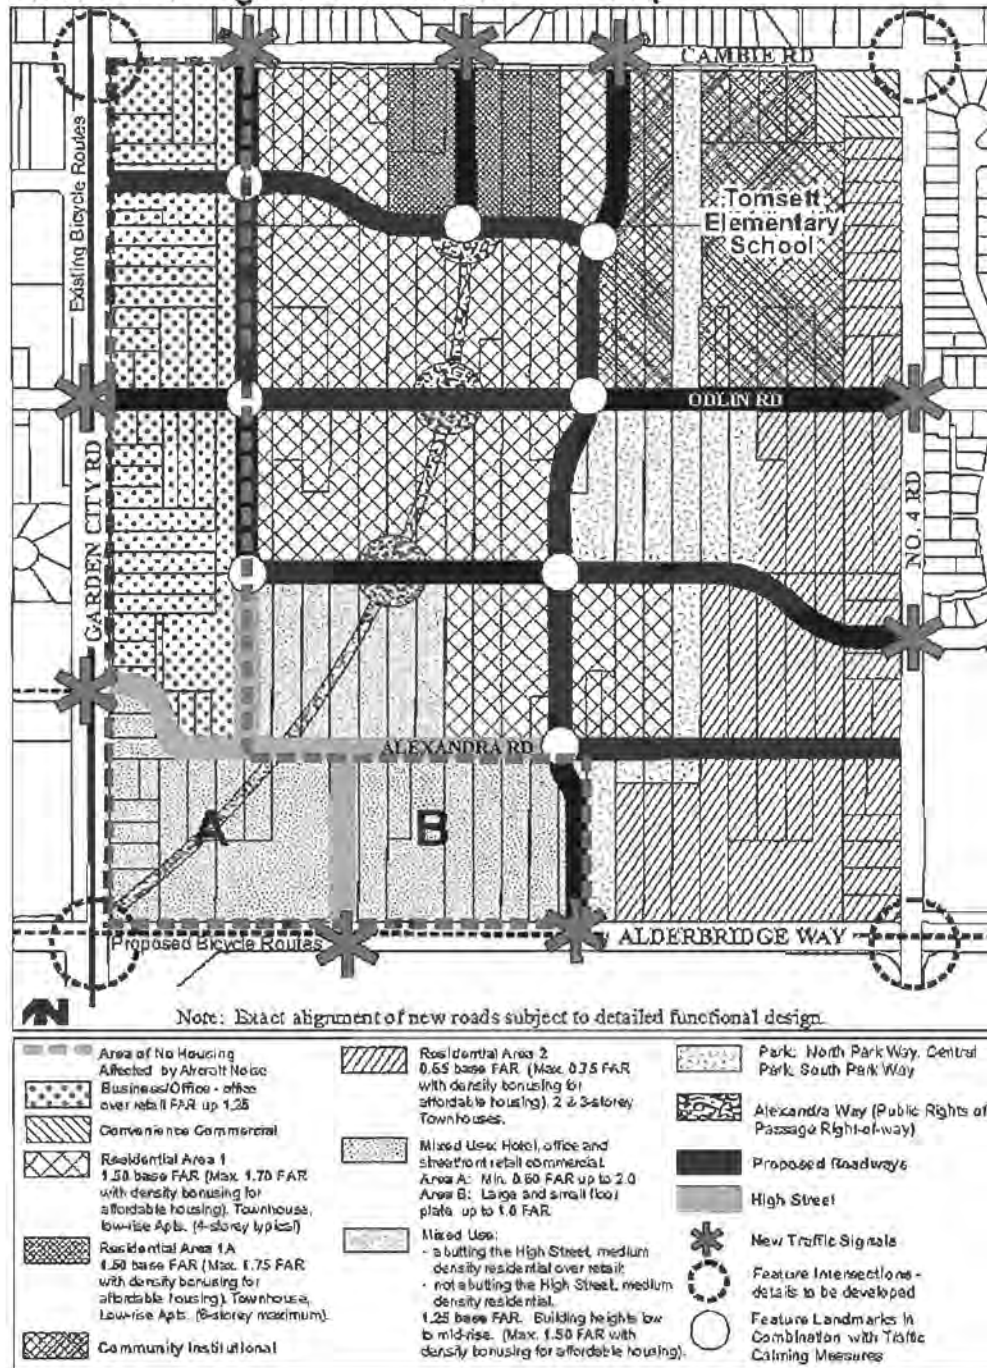 CAMBIE RD
Existing Bicycle Routes
Tomsett
Elementary
School
ODLIN RD
GARDEN CITY RD
NO. 4 RD
ALEXANDRA RD
A
B
Proposed Bicycle Routes
ALDERBRIDGE WAY
Note: Exact alignment of new roads subject to detailed functional design.
Area of No Housing
Affected by Aircraft Noise
Business/Office - office
over retail FAR up 1.25
Convenience Commercial
Residential Area 1
1.50 base FAR (Max. 1.70 FAR
with density bonusing for
affordable housing). Townhouse,
low-rise Apts. (4-storey typical)
Residential Area 1A
1.50 base FAR (Max. 1.75 FAR
with density bonusing for
affordable housing). Townhouse,
Low-rise Apts. (6-storey maximum).
Community Institutional
Residential Area 2
0.65 base FAR (Max. 0.75 FAR
with density bonusing for
affordable housing). 2 & 3-storey
Townhouses.
Mixed Use: Hotel, office and
streetfront retail commercial.
Area A: Min. 0.60 FAR up to 2.0
Area B: Large and small floor
plate up to 1.0 FAR
Mixed Use:
- abutting the High Street, medium
density residential over retail;
- not abutting the High Street, medium
density residential.
1.25 base FAR. Building heights low
to mid-rise. (Max. 1.50 FAR with
density bonusing for affordable housing).
Park: North Park Way, Central
Park, South Park Way
Alexandra Way (Public Rights of
Passage Right-of-way)
Proposed Roadways
High Street
New Traffic Signals
Feature Intersections -
details to be developed
Feature Landmarks in
Combination with Traffic
Calming Measures